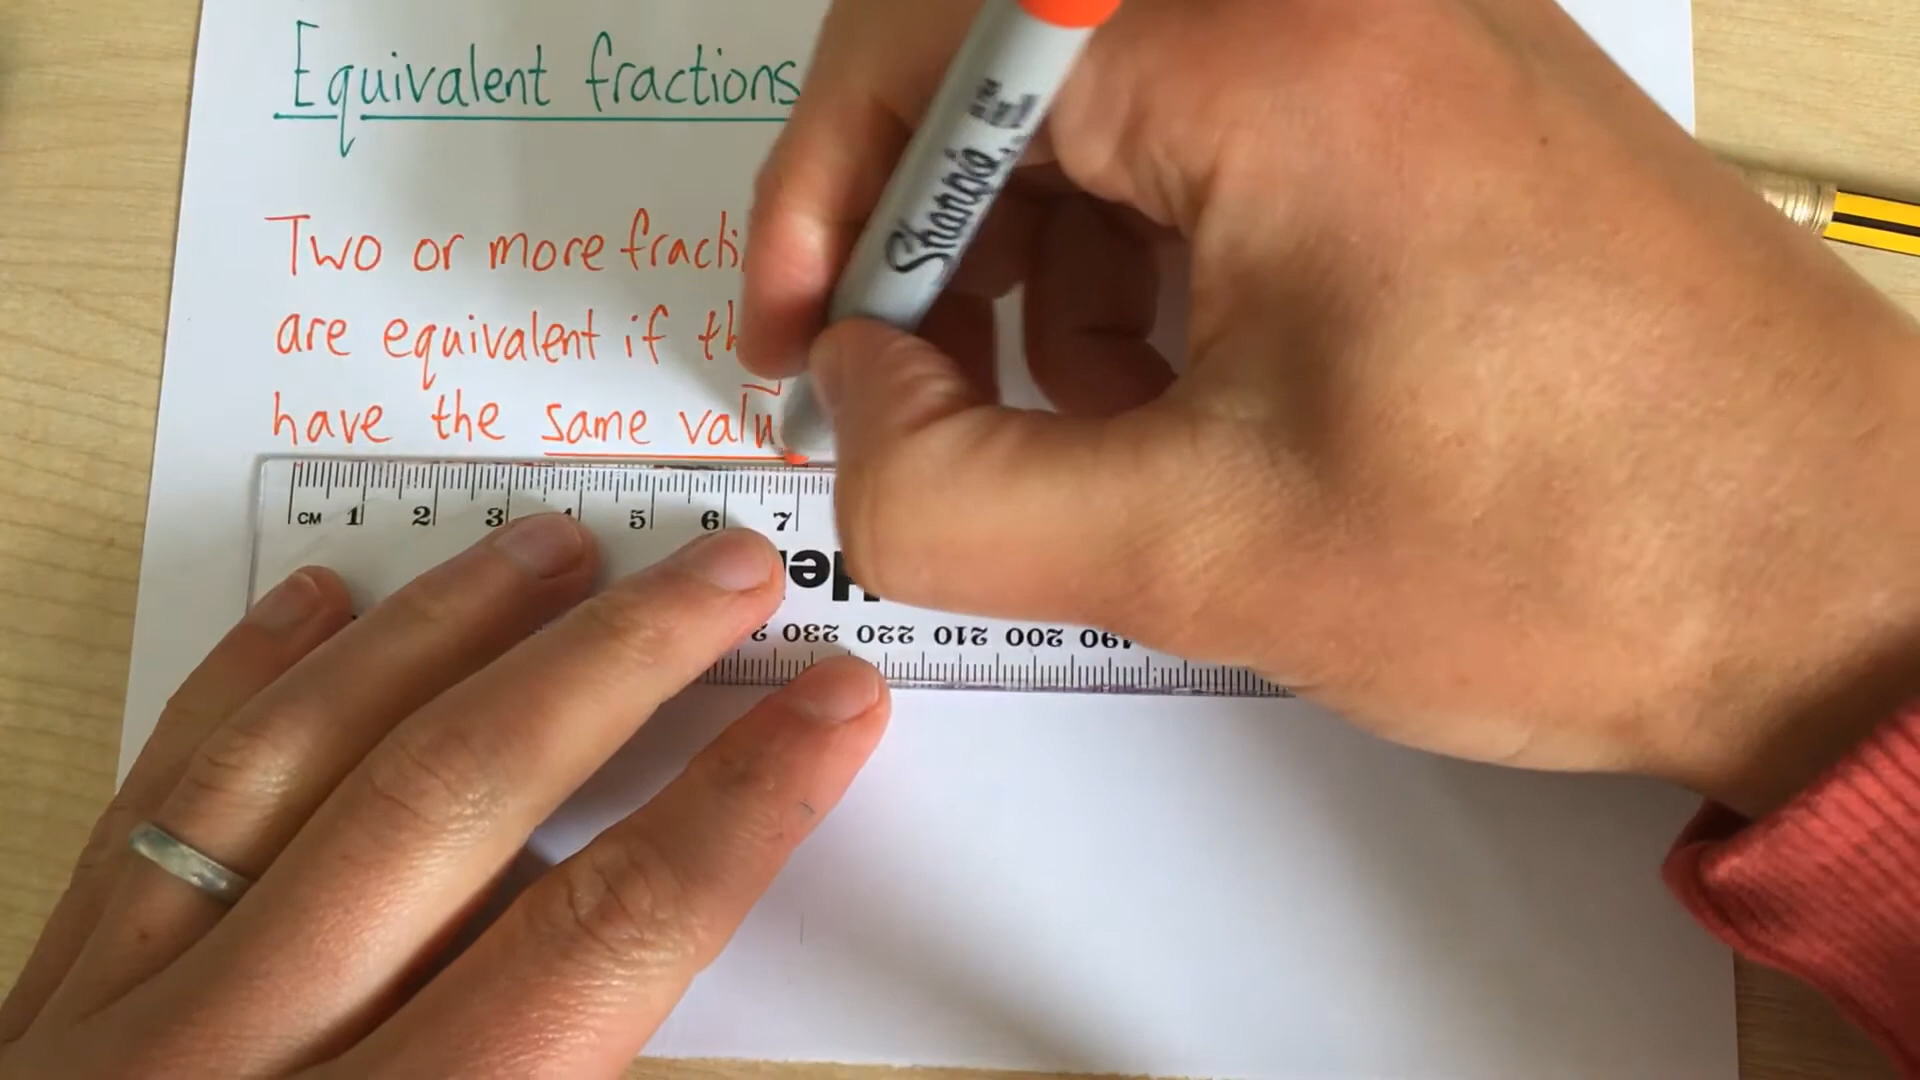 Equivalent fractions
Two or more fracti
are equivalent if th
have the same valu
Sharpie
CM 1 2 3 4 5 6 7
Hel
230 220 210 200 190